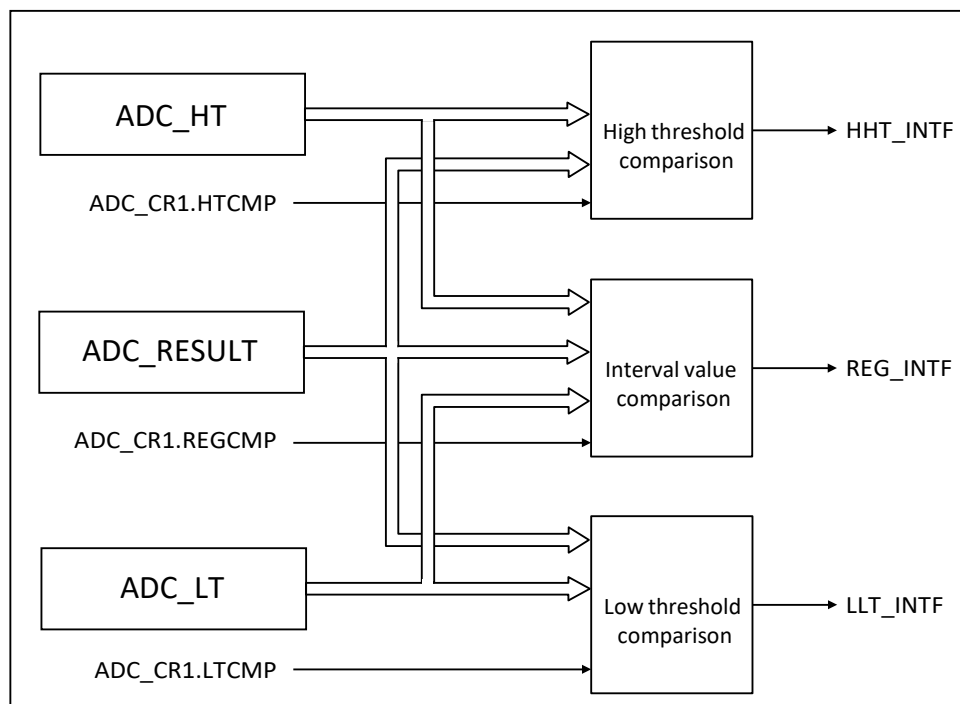 ADC_HT
High threshold
comparison
HHT_INTF
ADC_CR1.HTCMP
ADC_RESULT
Interval value
comparison
REG_INTF
ADC_CR1.REGCMP
ADC_LT
Low threshold
comparison
LLT_INTF
ADC_CR1.LTCMP